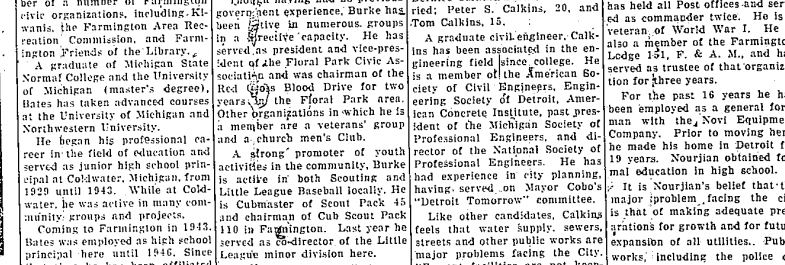 ber of a number of Farmington
civic organizations, including Ki-
wanis, the Farmington Area Rec-
reation Commission, and Farm-
ington Friends of the Library.
A graduate of Michigan State
Normal College and the University
of Michigan (master's degree),
Bates has taken advanced courses
at the University of Michigan and
Northwestern University.
He began his professional ca-
reer in the field of education and
served as junior high school prin-
cipal at Coldwater, Michigan, from
1929 until 1943. While at Cold-
water, he was active in many com-
munity groups and projects.
Coming to Farmington in 1943,
Bates was employed as high school
principal here until 1946. Since
government experience, Burke has
been active in numerous groups
in a directive capacity. He has
served as president and vice-pres-
ident of the Floral Park Civic As-
sociation and was chairman of the
Red Cross Blood Drive for two
years in the Floral Park area.
Other organizations in which he is
a member are a veterans' group
and a church men's Club.
A strong promoter of youth
activities in the community, Burke
is active in both Scouting and
Little League Baseball locally. He
is Cubmaster of Scout Pack 45
and chairman of Cub Scout Pack
110 in Farmington. Last year he
served as co-director of the Little
League minor division here.
ried; Peter S. Calkins, 20, and
Tom Calkins, 15.
A graduate civil engineer, Calk-
ins has been associated in the en-
gineering field since college. He
is a member of the American So-
ciety of Civil Engineers, Engin-
eering Society of Detroit, Amer-
ican Concrete Institute, past pres-
ident of the Michigan Society of
Professional Engineers, and di-
rector of the National Society of
Professional Engineers. He has
had experience in city planning,
having served on Mayor Cobo's
"Detroit Tomorrow" committee.
Like other candidates, Calkins
feels that water supply, sewers,
streets and other public works are
major problems facing the City.
has held all Post offices and ser
ed as commander twice. He is
veteran of World War I. He
also a member of the Farmingto
Lodge 151, F. & A. M., and h
served as trustee of that organiz
tion for three years.
For the past 16 years he h
been employed as a general for
man with the Novi Equipme
Company. Prior to moving her
he made his home in Detroit f
19 years. Nourjian obtained fo
mal education in high school.
It is Nourjian's belief that t
major problem facing the ci
is that of making adequate pre
arations for growth and for futu
expansion of all utilities. Pub
works, including the police d